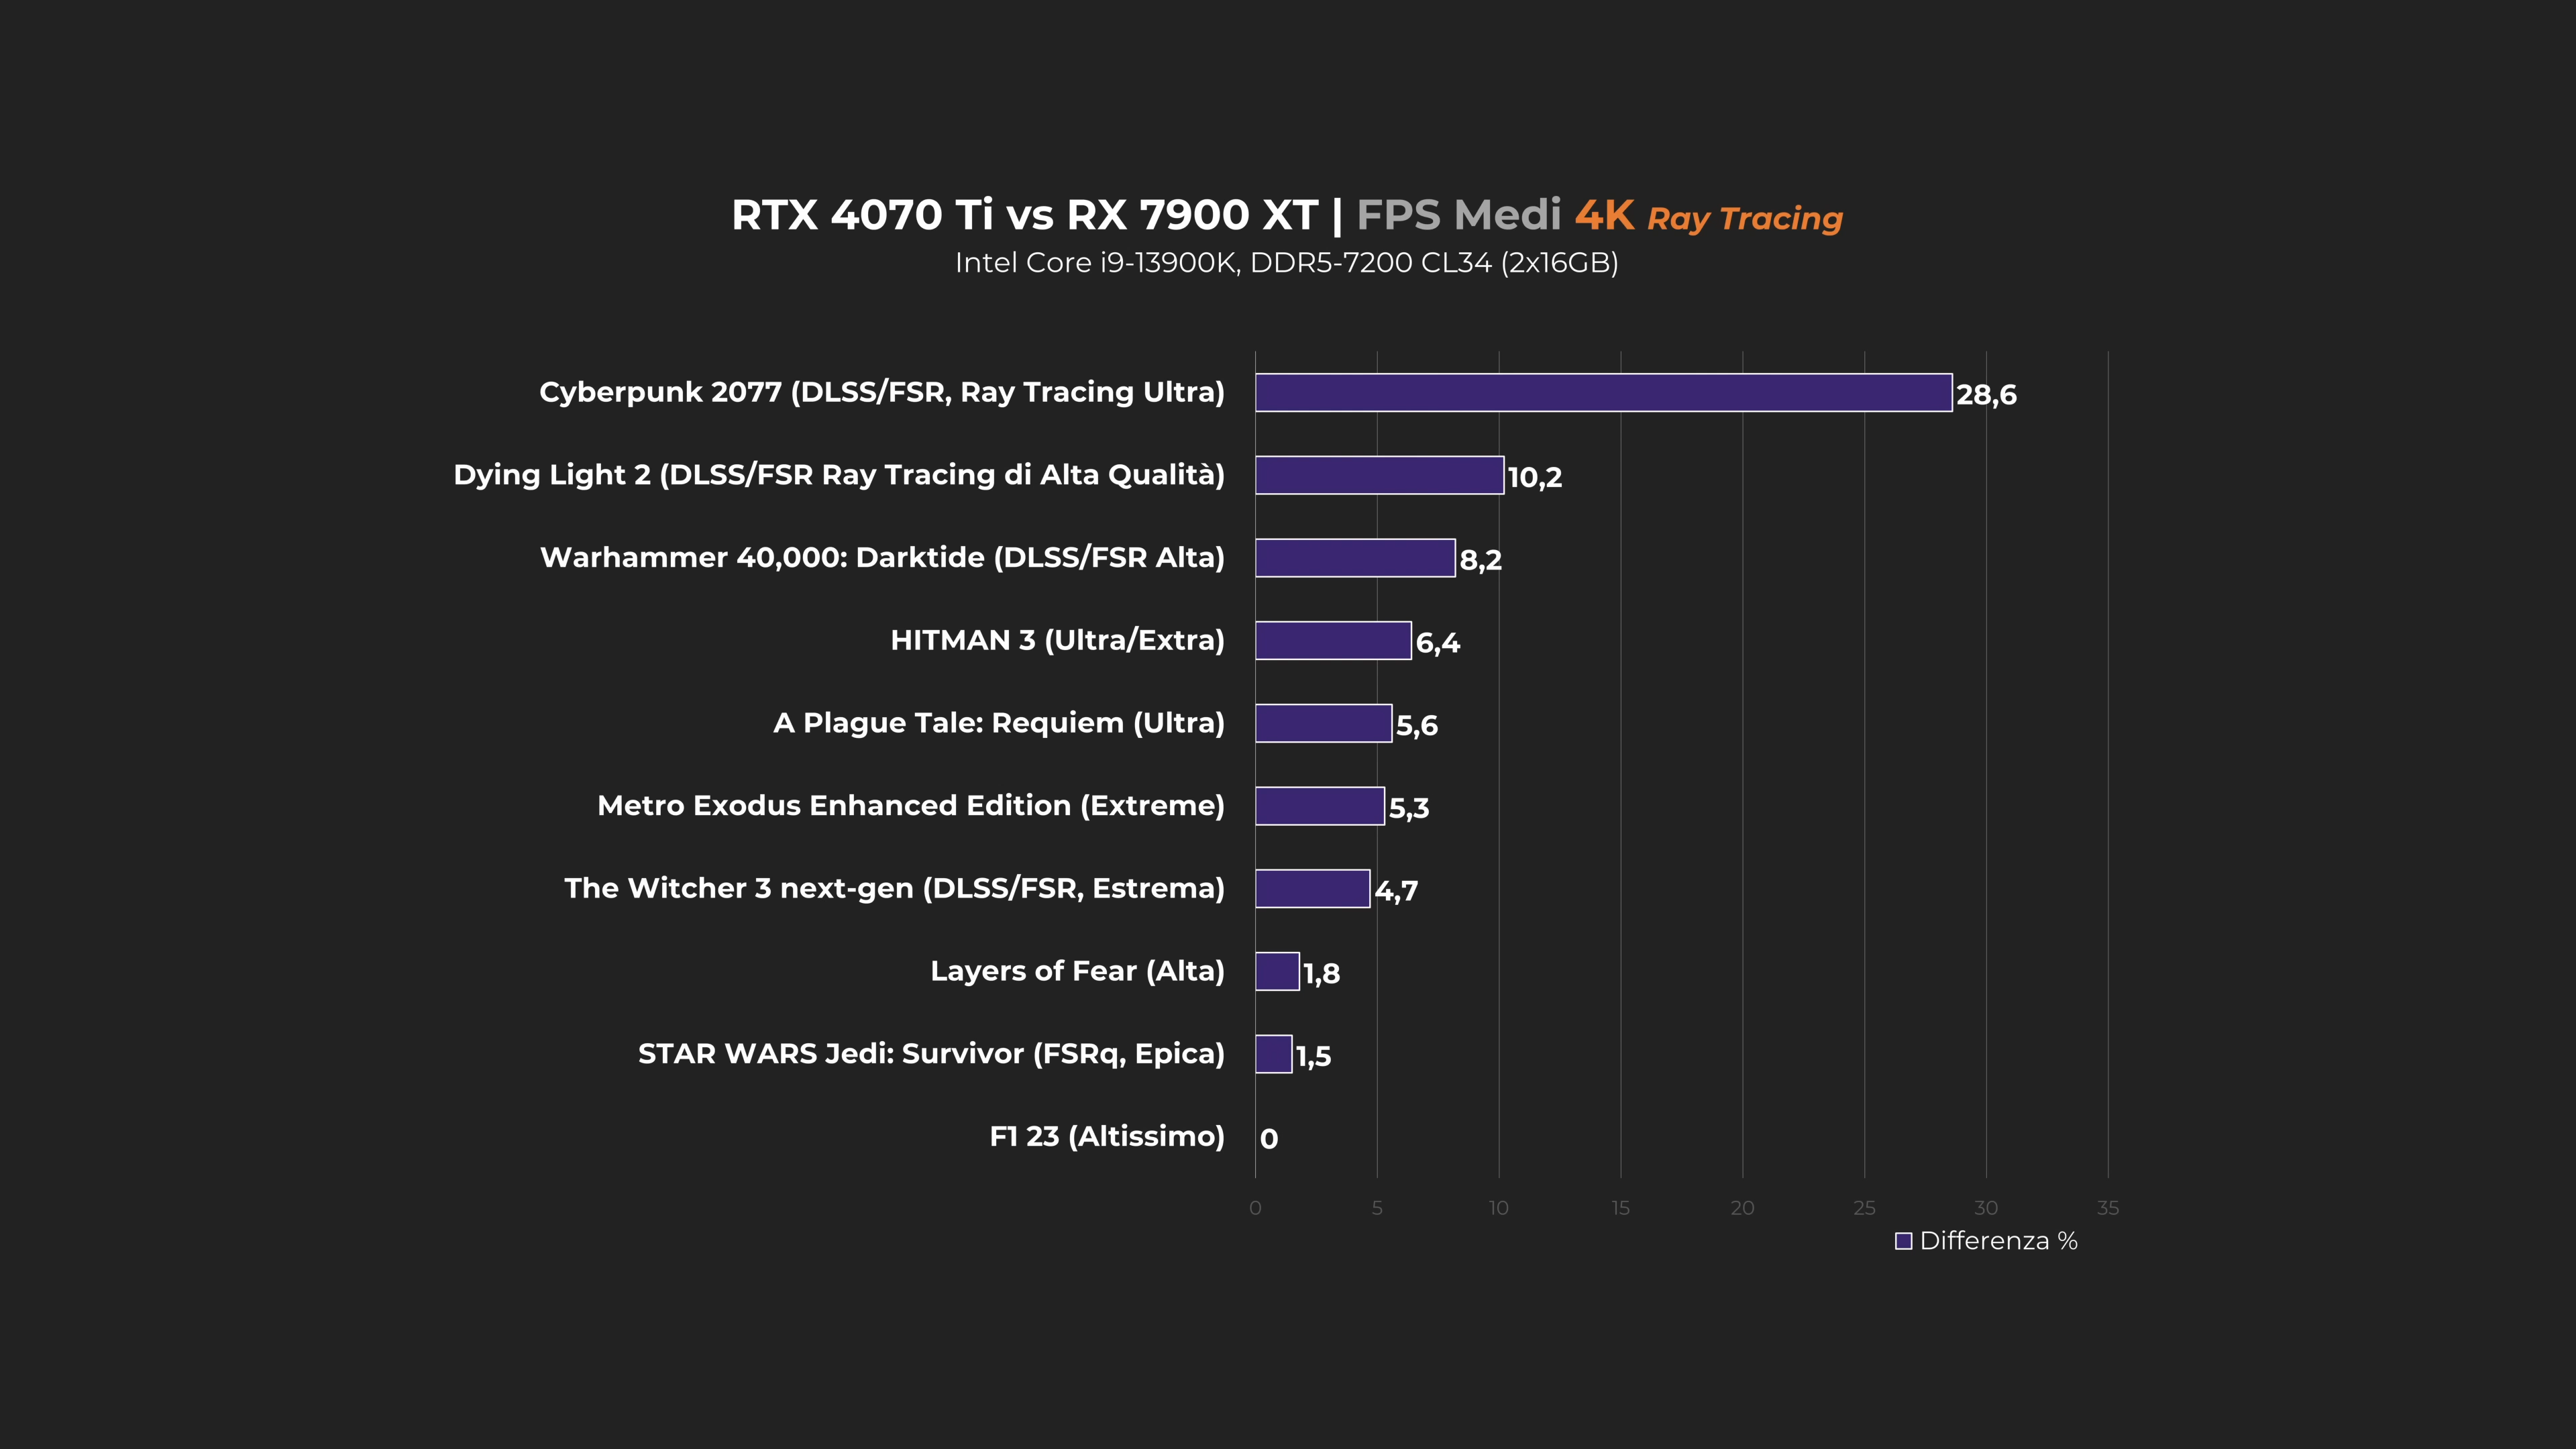 RTX 4070 Ti vs RX 7900 XT | FPS Medi 4K Ray Tracing
Intel Core i9-13900K, DDR5-7200 CL34 (2x16GB)
Cyberpunk 2077 (DLSS/FSR, Ray Tracing Ultra) 28,6
Dying Light 2 (DLSS/FSR Ray Tracing di Alta Qualità) 10,2
Warhammer 40,000: Darktide (DLSS/FSR Alta) 8,2
HITMAN 3 (Ultra/Extra) 6,4
A Plague Tale: Requiem (Ultra) 5,6
Metro Exodus Enhanced Edition (Extreme) 5,3
The Witcher 3 next-gen (DLSS/FSR, Estrema) 4,7
Layers of Fear (Alta) 1,8
STAR WARS Jedi: Survivor (FSRq, Epica) 1,5
F1 23 (Altissimo) 0
0 5 10 15 20 25 30 35
Differenza %